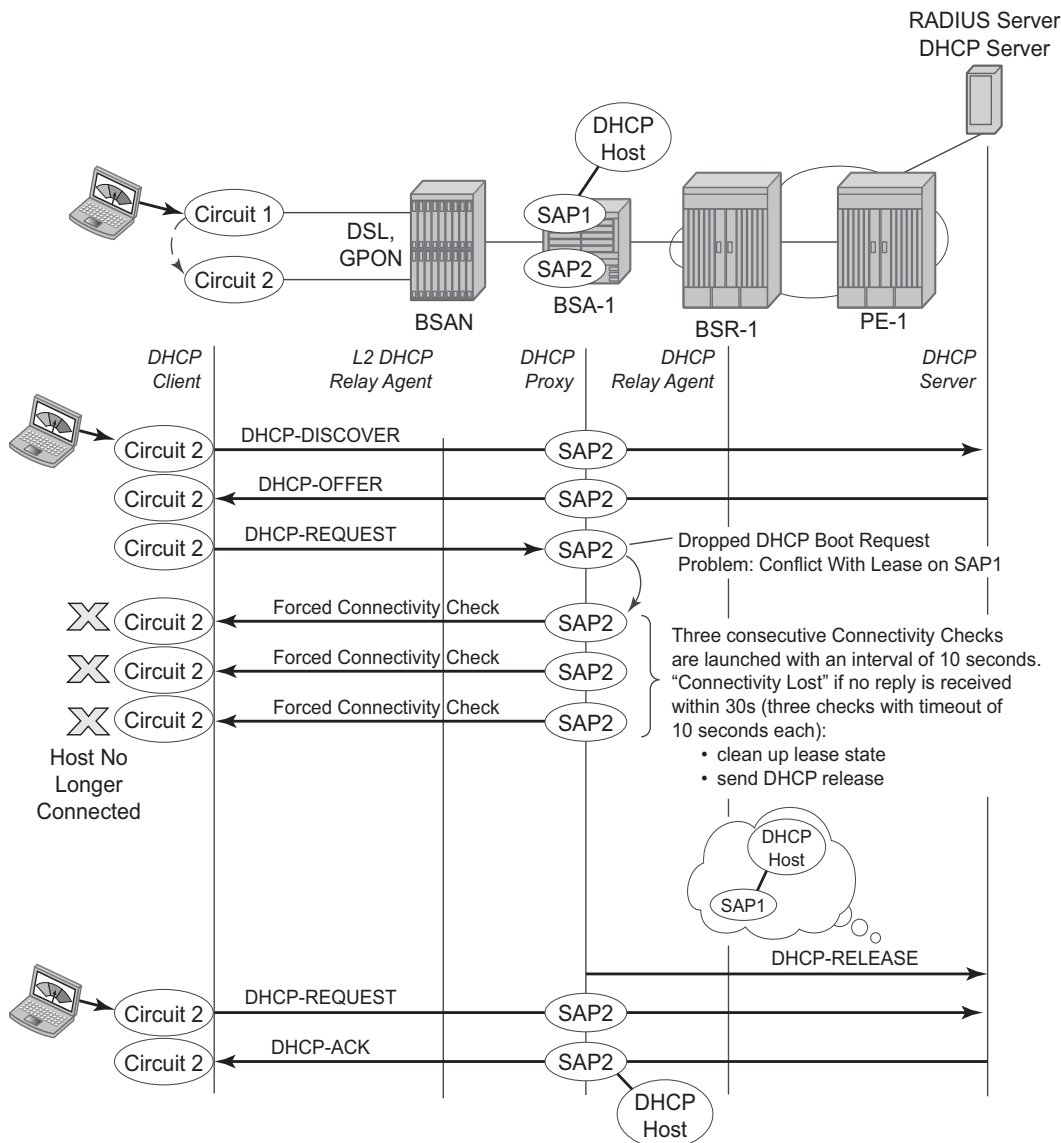 RADIUS Server
DHCP Server
DHCP
Host
Circuit 1
SAP1
DSL,
GPON
Circuit 2
SAP2
BSAN
BSA-1
BSR-1
PE-1
DHCP
Client
L2 DHCP
Relay Agent
DHCP
Proxy
DHCP
Relay Agent
DHCP
Server
Circuit 2
DHCP-DISCOVER
SAP2
Circuit 2
DHCP-OFFER
SAP2
Circuit 2
DHCP-REQUEST
SAP2
Dropped DHCP Boot Request
Problem: Conflict With Lease on SAP1
Circuit 2
Forced Connectivity Check
SAP2
Circuit 2
Forced Connectivity Check
SAP2
Circuit 2
Forced Connectivity Check
SAP2
Three consecutive Connectivity Checks
are launched with an interval of 10 seconds.
“Connectivity Lost” if no reply is received
within 30s (three checks with timeout of
10 seconds each):
• clean up lease state
• send DHCP release
Host No
Longer
Connected
DHCP
Host
SAP1
DHCP-RELEASE
Circuit 2
DHCP-REQUEST
SAP2
Circuit 2
DHCP-ACK
SAP2
DHCP
Host